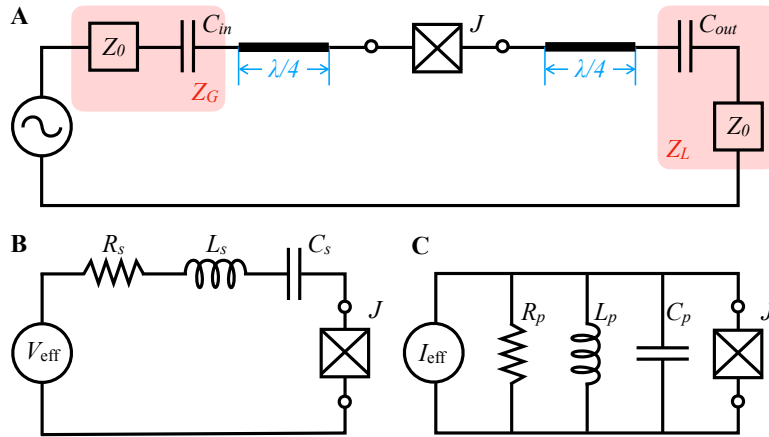 A
Z0
Cin
ZG
λ/4
J
λ/4
Cout
Z0
ZL
B
Rs
Ls
Cs
J
Veff
C
Ieff
Rp
Lp
Cp
J